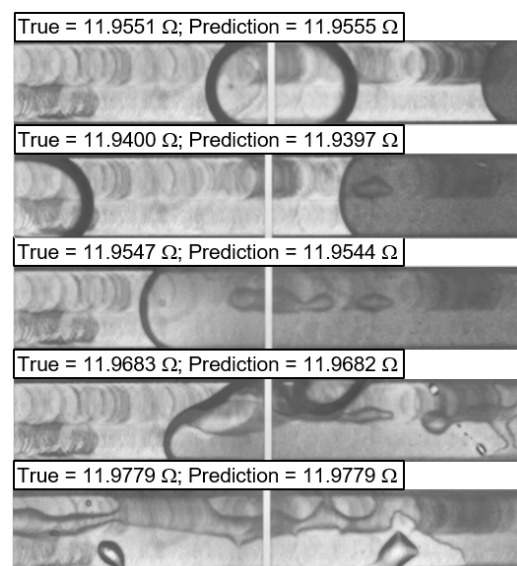 True = 11.9551 Ω; Prediction = 11.9555 Ω
True = 11.9400 Ω; Prediction = 11.9397 Ω
True = 11.9547 Ω; Prediction = 11.9544 Ω
True = 11.9683 Ω; Prediction = 11.9682 Ω
True = 11.9779 Ω; Prediction = 11.9779 Ω